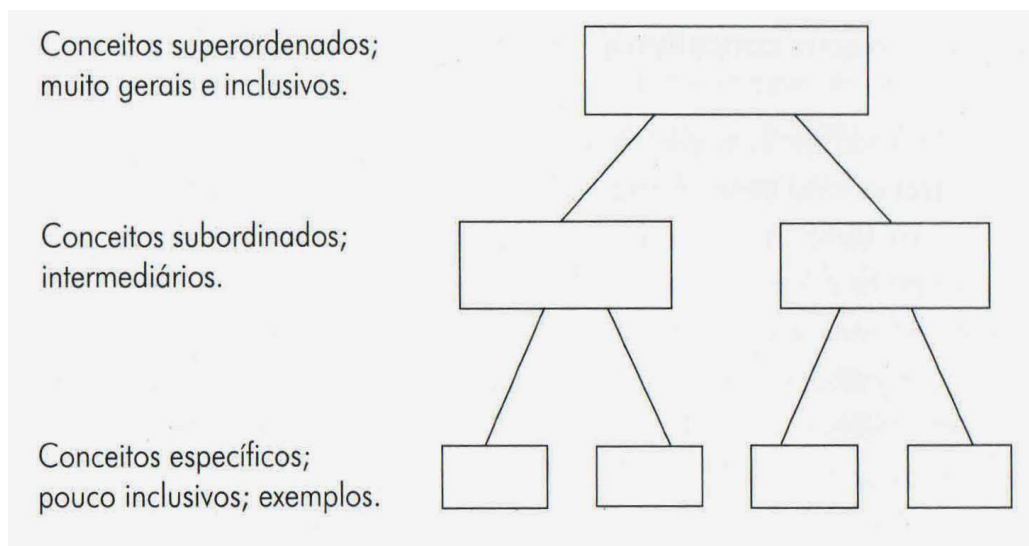 Conceitos superordenados;
muito gerais e inclusivos.
Conceitos subordinados;
intermediários.
Conceitos específicos;
pouco inclusivos; exemplos.